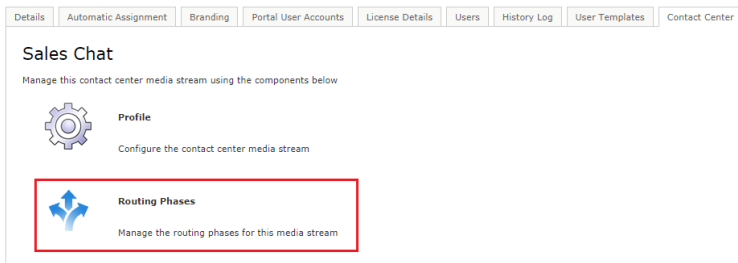 Details Automatic Assignment Branding Portal User Accounts License Details Users History Log User Templates Contact Center
Sales Chat
Manage this contact center media stream using the components below
Profile
Configure the contact center media stream
Routing Phases
Manage the routing phases for this media stream